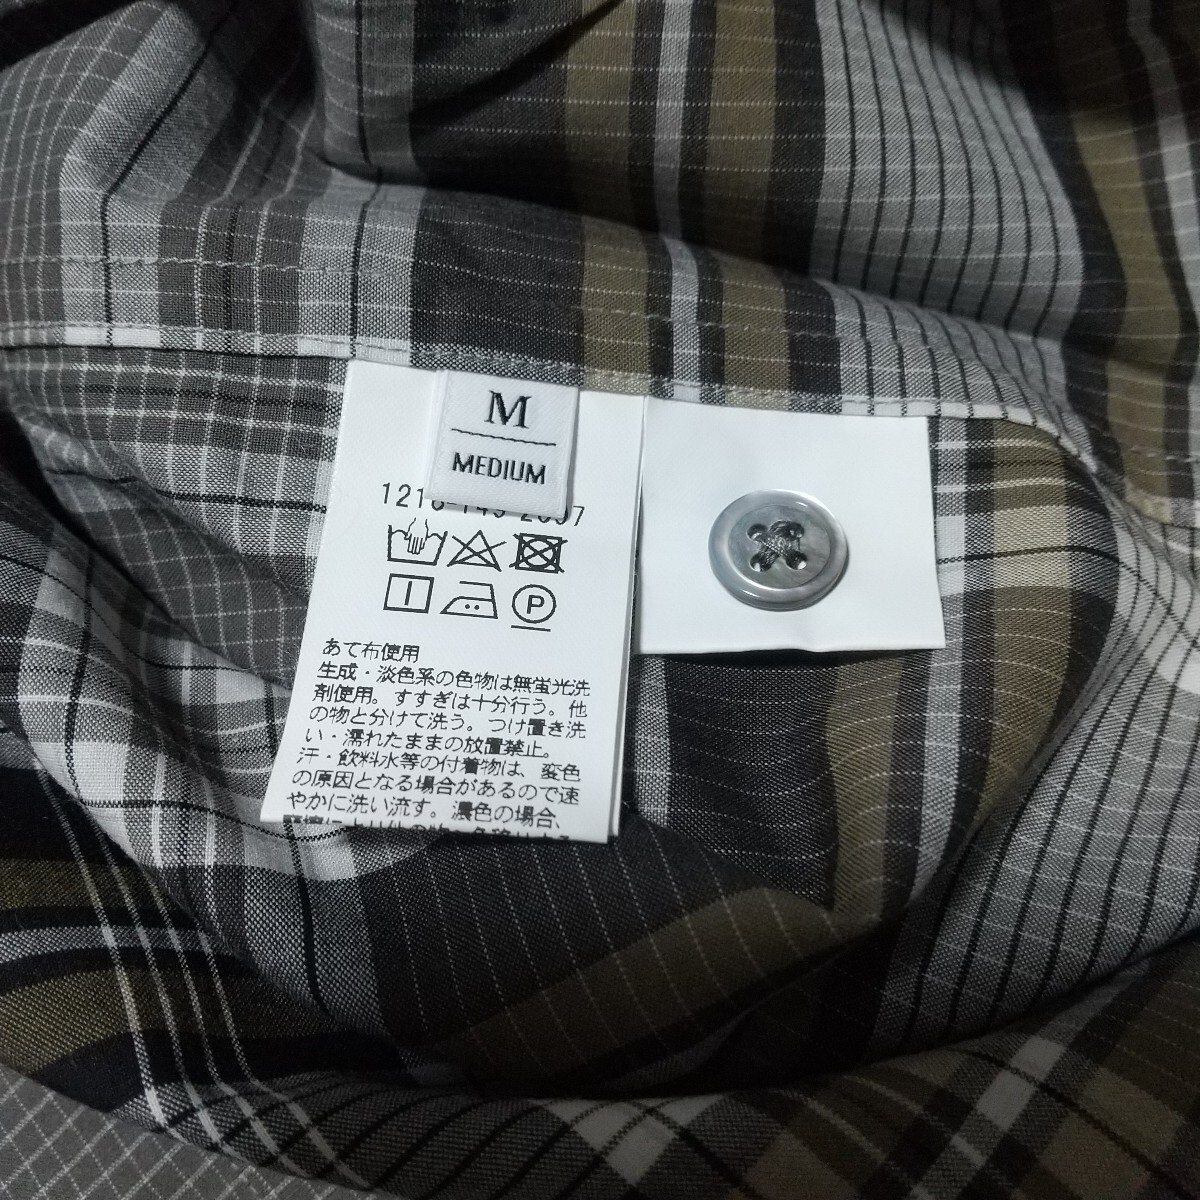 M
MEDIUM
P
あて布使用
生成・淡色系の色物は無蛍光洗
剤使用。すすぎは十分行う。他
の物と分けて洗う。つけ置き洗
い・濡れたままの放置禁止。
汗・飲料水等の付着物は、変色
の原因となる場合があるので速
やかに洗い流す。濃色の場合、